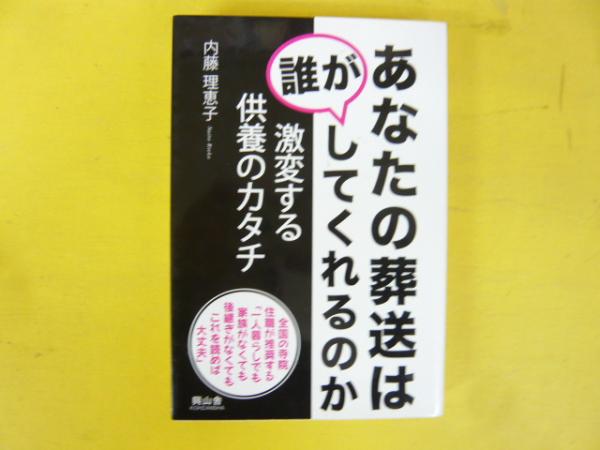 あなたの葬送は
誰が
してくれるのか
激変する
供養のカタチ
内藤 理恵子
Naito Rieko
全国の寺院
住職が推奨する
「一人暮らしでも
家族がなくても
後継ぎがなくても
これを読めば
大丈夫」
興山舎
KOHZANSHA